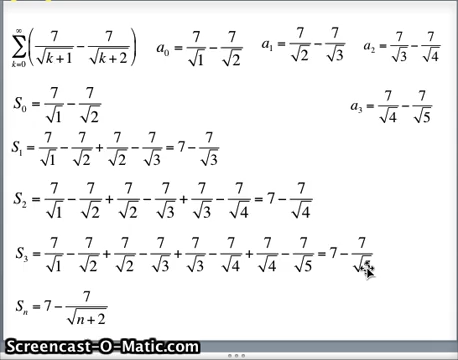 ∞∑k=0 (7/√(k+1) − 7/√(k+2)) a₀ = 7/√1 − 7/√2 a₁ = 7/√2 − 7/√3 a₂ = 7/√3 − 7/√4
S₀ = 7/√1 − 7/√2 a₃ = 7/√4 − 7/√5
S₁ = 7/√1 − 7/√2 + 7/√2 − 7/√3 = 7 − 7/√3
S₂ = 7/√1 − 7/√2 + 7/√2 − 7/√3 + 7/√3 − 7/√4 = 7 − 7/√4
S₃ = 7/√1 − 7/√2 + 7/√2 − 7/√3 + 7/√3 − 7/√4 + 7/√4 − 7/√5 = 7 − 7/√
Sₙ = 7 − 7/√(n+2)
Screencast-O-Matic.com